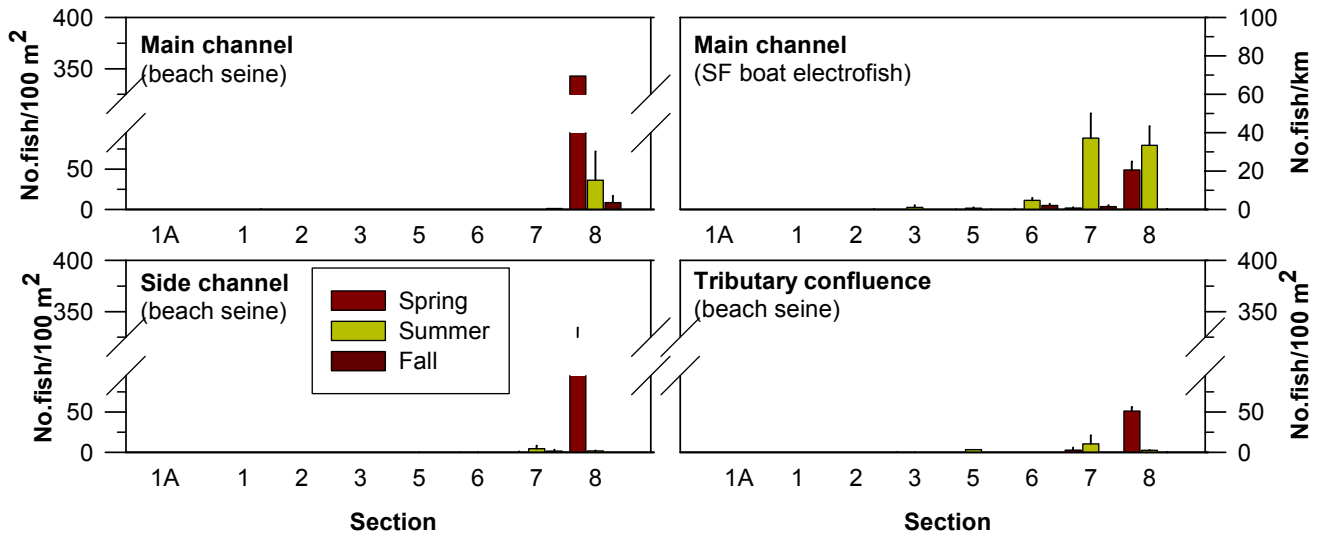 400
350
50
0
No.fish/100 m²
Main channel
(beach seine)
1A 1 2 3 5 6 7 8
Main channel
(SF boat electrofish)
100
80
60
40
20
0
No.fish/km
1A 1 2 3 5 6 7 8
400
350
50
0
No.fish/100 m²
Side channel
(beach seine)
Spring
Summer
Fall
1A 1 2 3 5 6 7 8
Section
Tributary confluence
(beach seine)
400
350
50
0
No.fish/100 m²
1A 1 2 3 5 6 7 8
Section